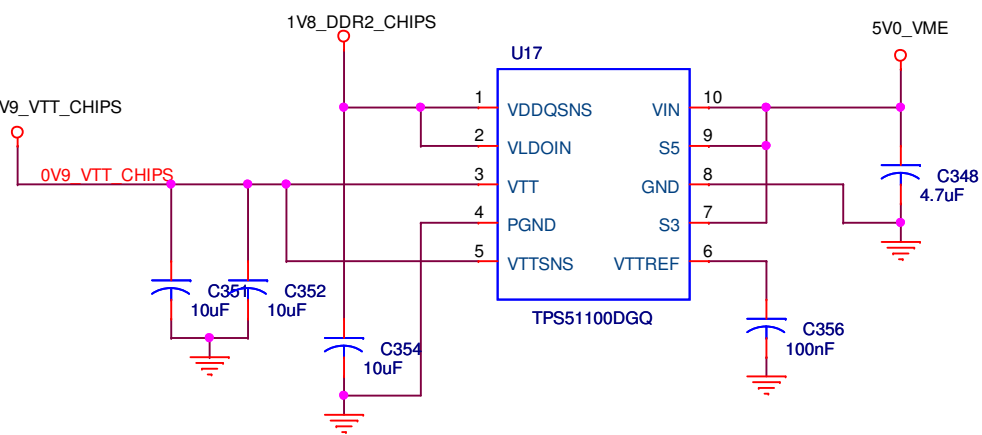 1V8_DDR2_CHIPS
5V0_VME
U17
V9_VTT_CHIPS
1 VDDQSNS VIN 10
2 VLDOIN S5 9
0V9_VTT_CHIPS
3 VTT GND 8
C348
4.7uF
4 PGND S3 7
5 VTTSNS VTTREF 6
C351 C352
10uF 10uF
TPS51100DGQ
C356
100nF
C354
10uF